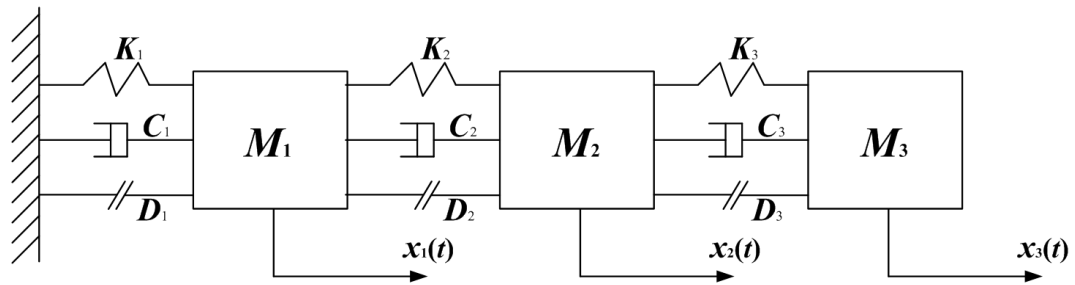 K1 K2 K3
C1 C2 C3
M1 M2 M3
D1 D2 D3
x1(t) x2(t) x3(t)